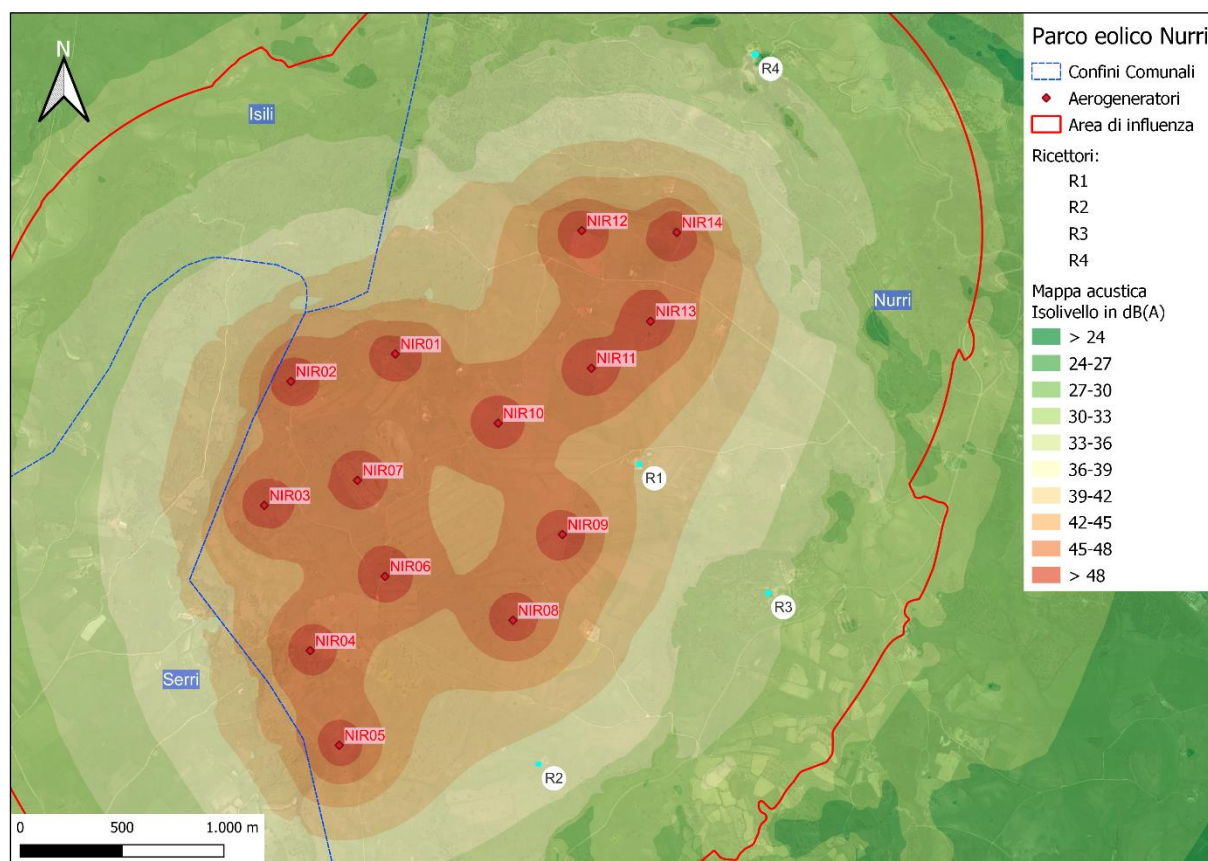 N
Isili
R4
NIR12
NIR14
Nurri
NIR13
NIR01
NIR11
NIR02
NIR10
NIR07
R1
NIR03
NIR09
NIR06
R3
NIR08
NIR04
Serri
NIR05
R2
0 500 1.000 m
Parco eolico Nurri
Confini Comunali
Aerogeneratori
Area di influenza
Ricettori:
R1
R2
R3
R4
Mappa acustica
Isolivello in dB(A)
> 24
24-27
27-30
30-33
33-36
36-39
39-42
42-45
45-48
> 48